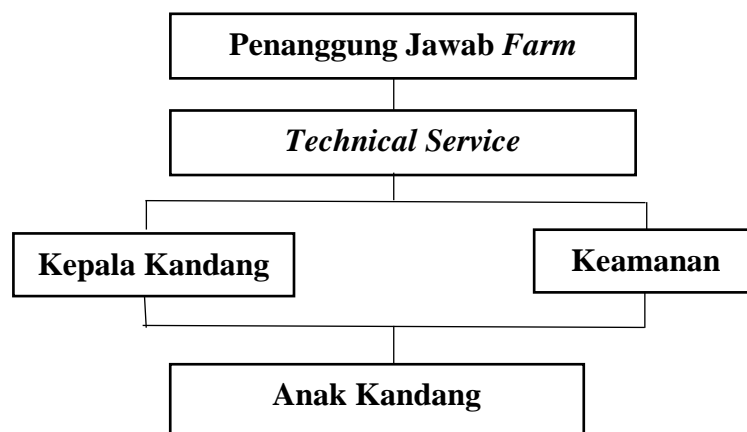 Penanggung Jawab Farm
Technical Service
Kepala Kandang
Keamanan
Anak Kandang